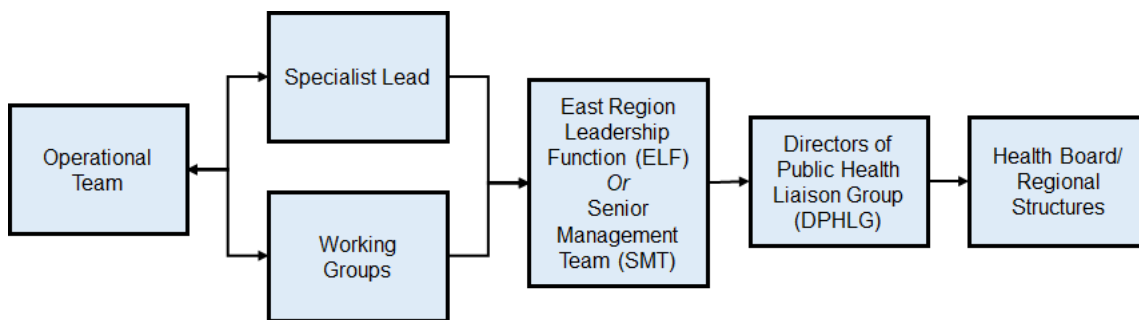 Operational
Team
Specialist Lead
Working
Groups
East Region
Leadership
Function (ELF)
Or
Senior
Management
Team (SMT)
Directors of
Public Health
Liaison Group
(DPHLG)
Health Board/
Regional
Structures